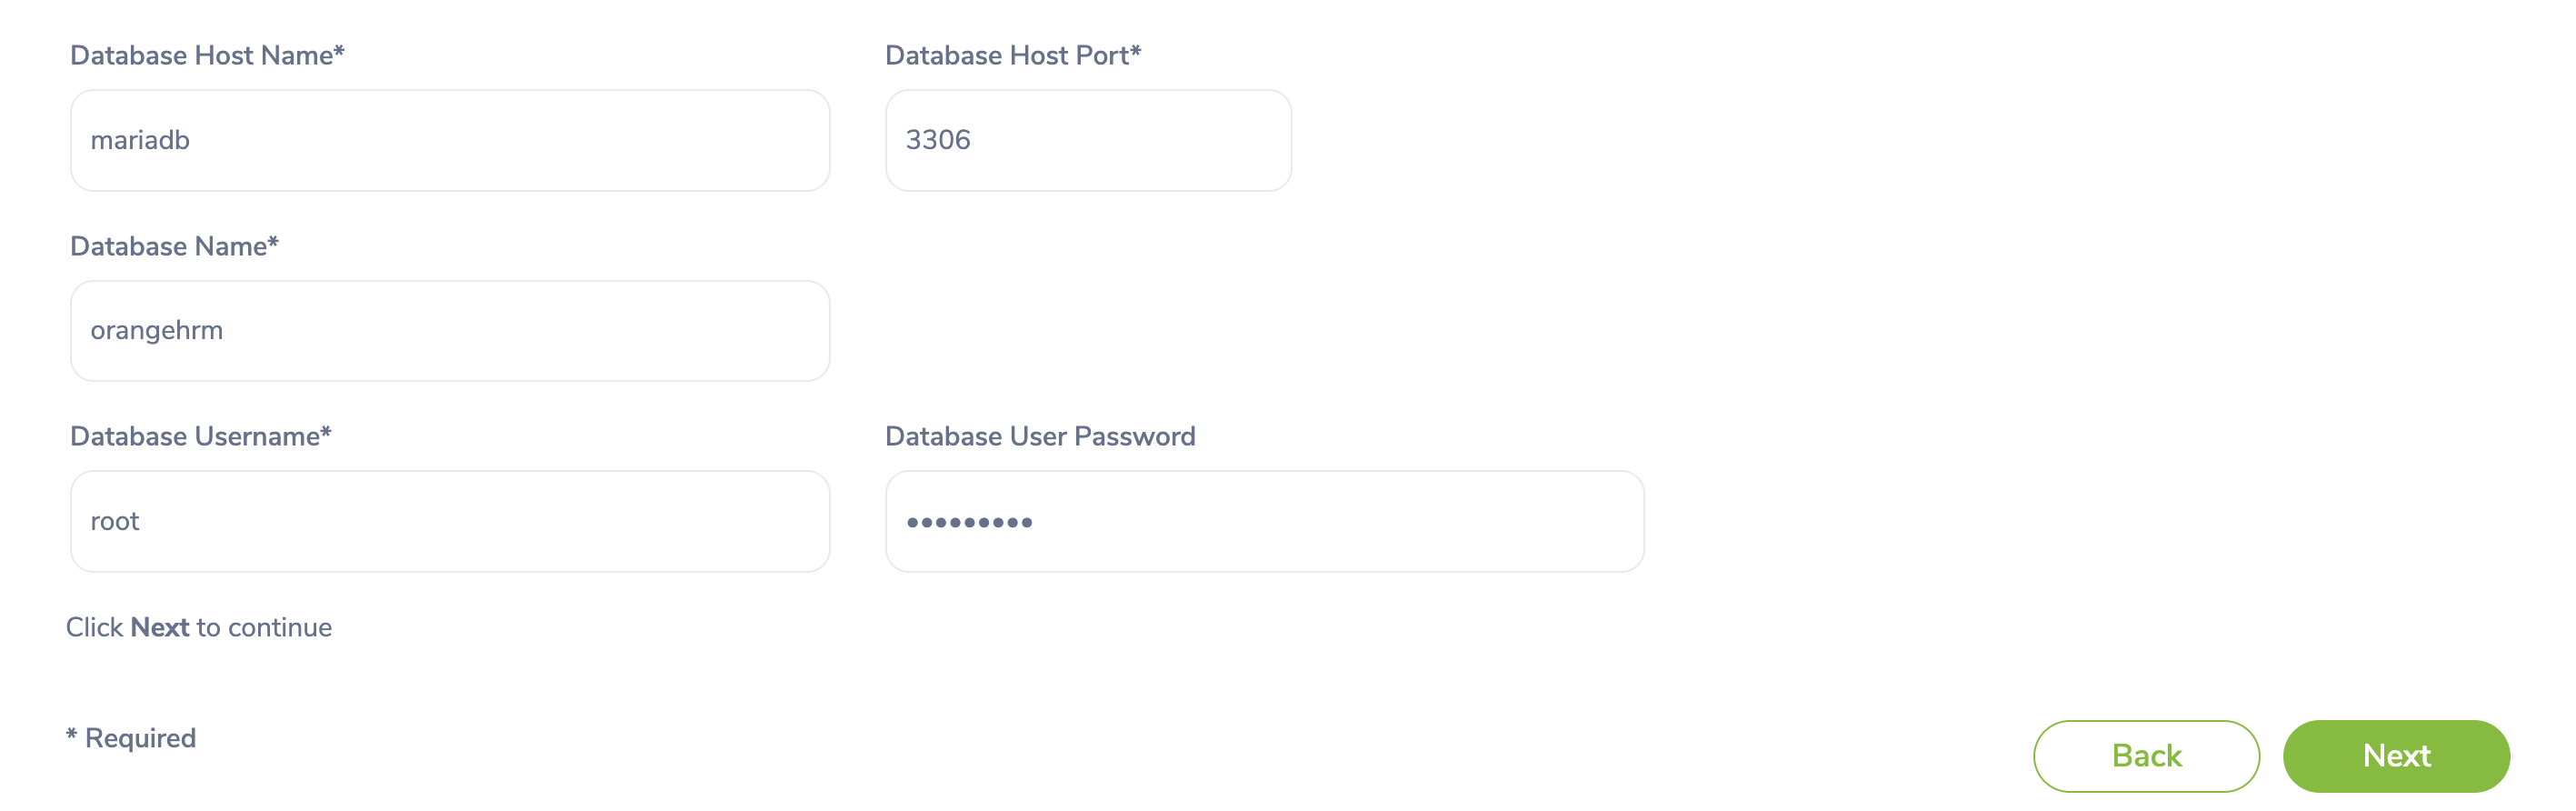 Database Host Name*
Database Host Port*
mariadb
3306
Database Name*
orangehrm
Database Username*
Database User Password
root
•••••••••
Click Next to continue
* Required
Back
Next